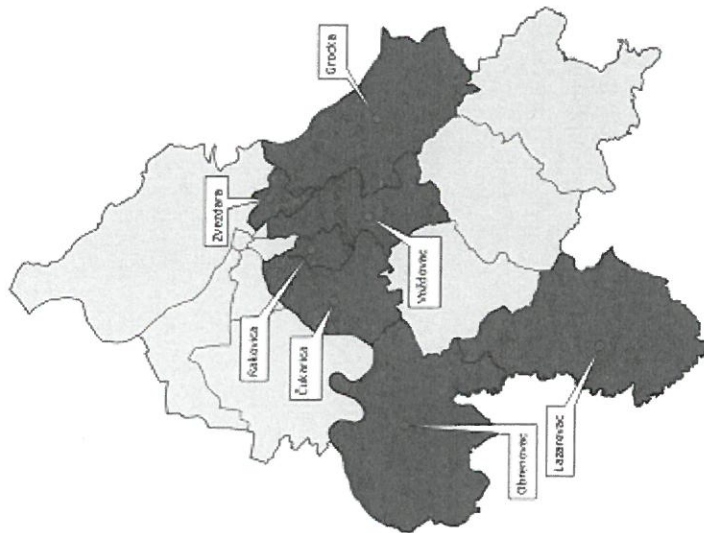 Grocka
Zvezdara
Voždovac
Rakovica
Čukarica
Obrenovac
Lazarevac